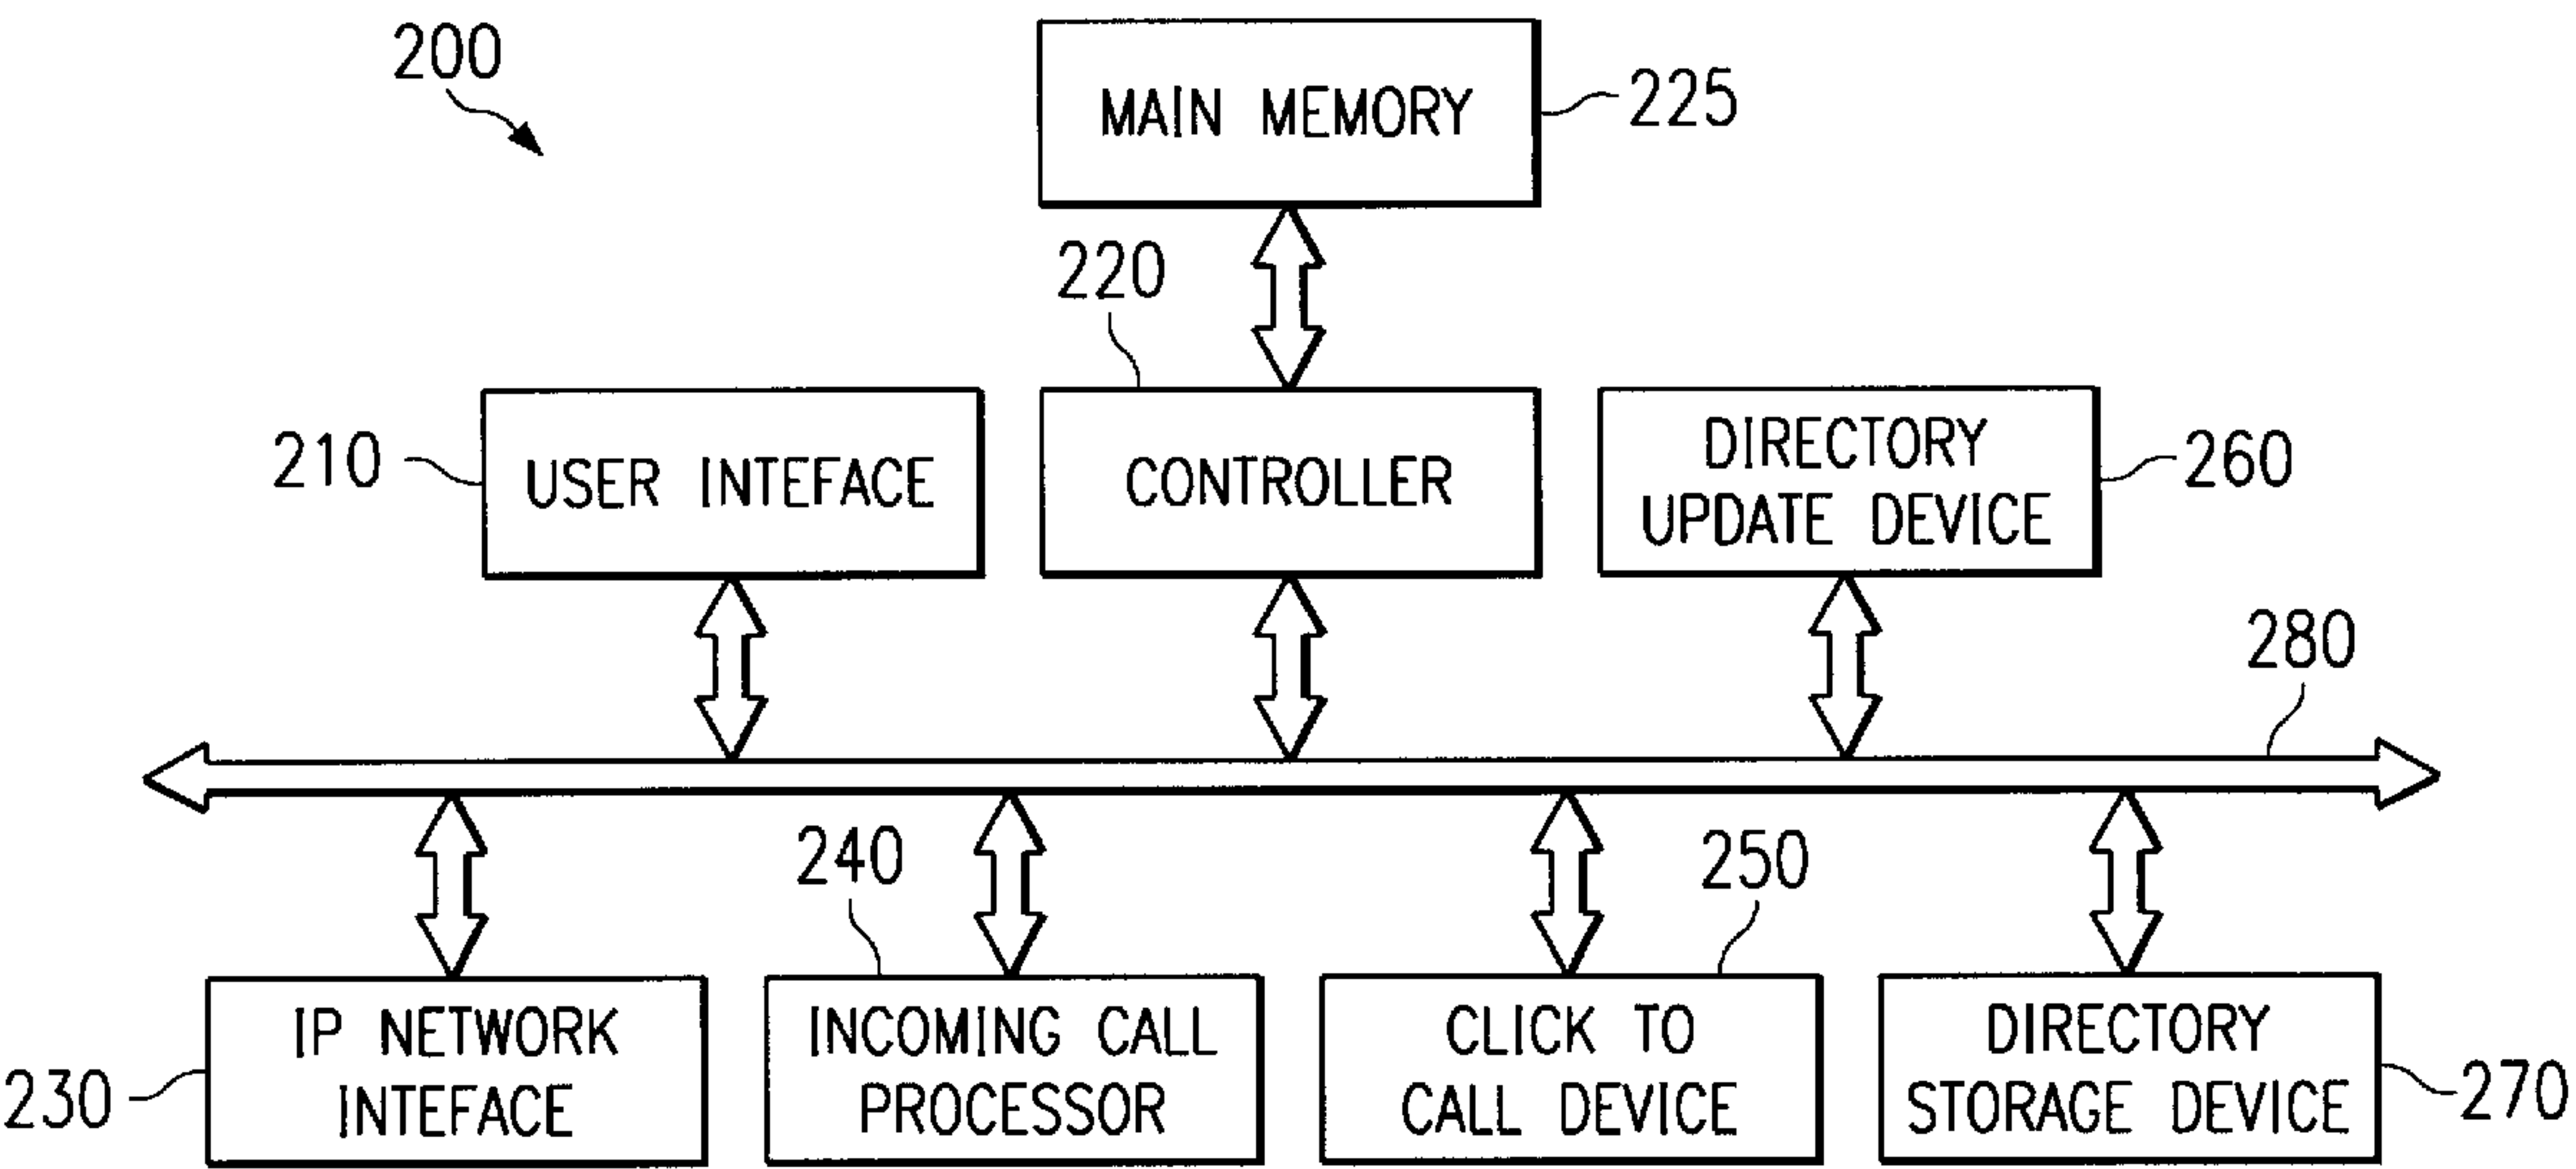 200
MAIN MEMORY
225
220
210
USER INTEFACE
CONTROLLER
DIRECTORY
UPDATE DEVICE
260
280
240
250
230
IP NETWORK
INTEFACE
INCOMING CALL
PROCESSOR
CLICK TO
CALL DEVICE
DIRECTORY
STORAGE DEVICE
270